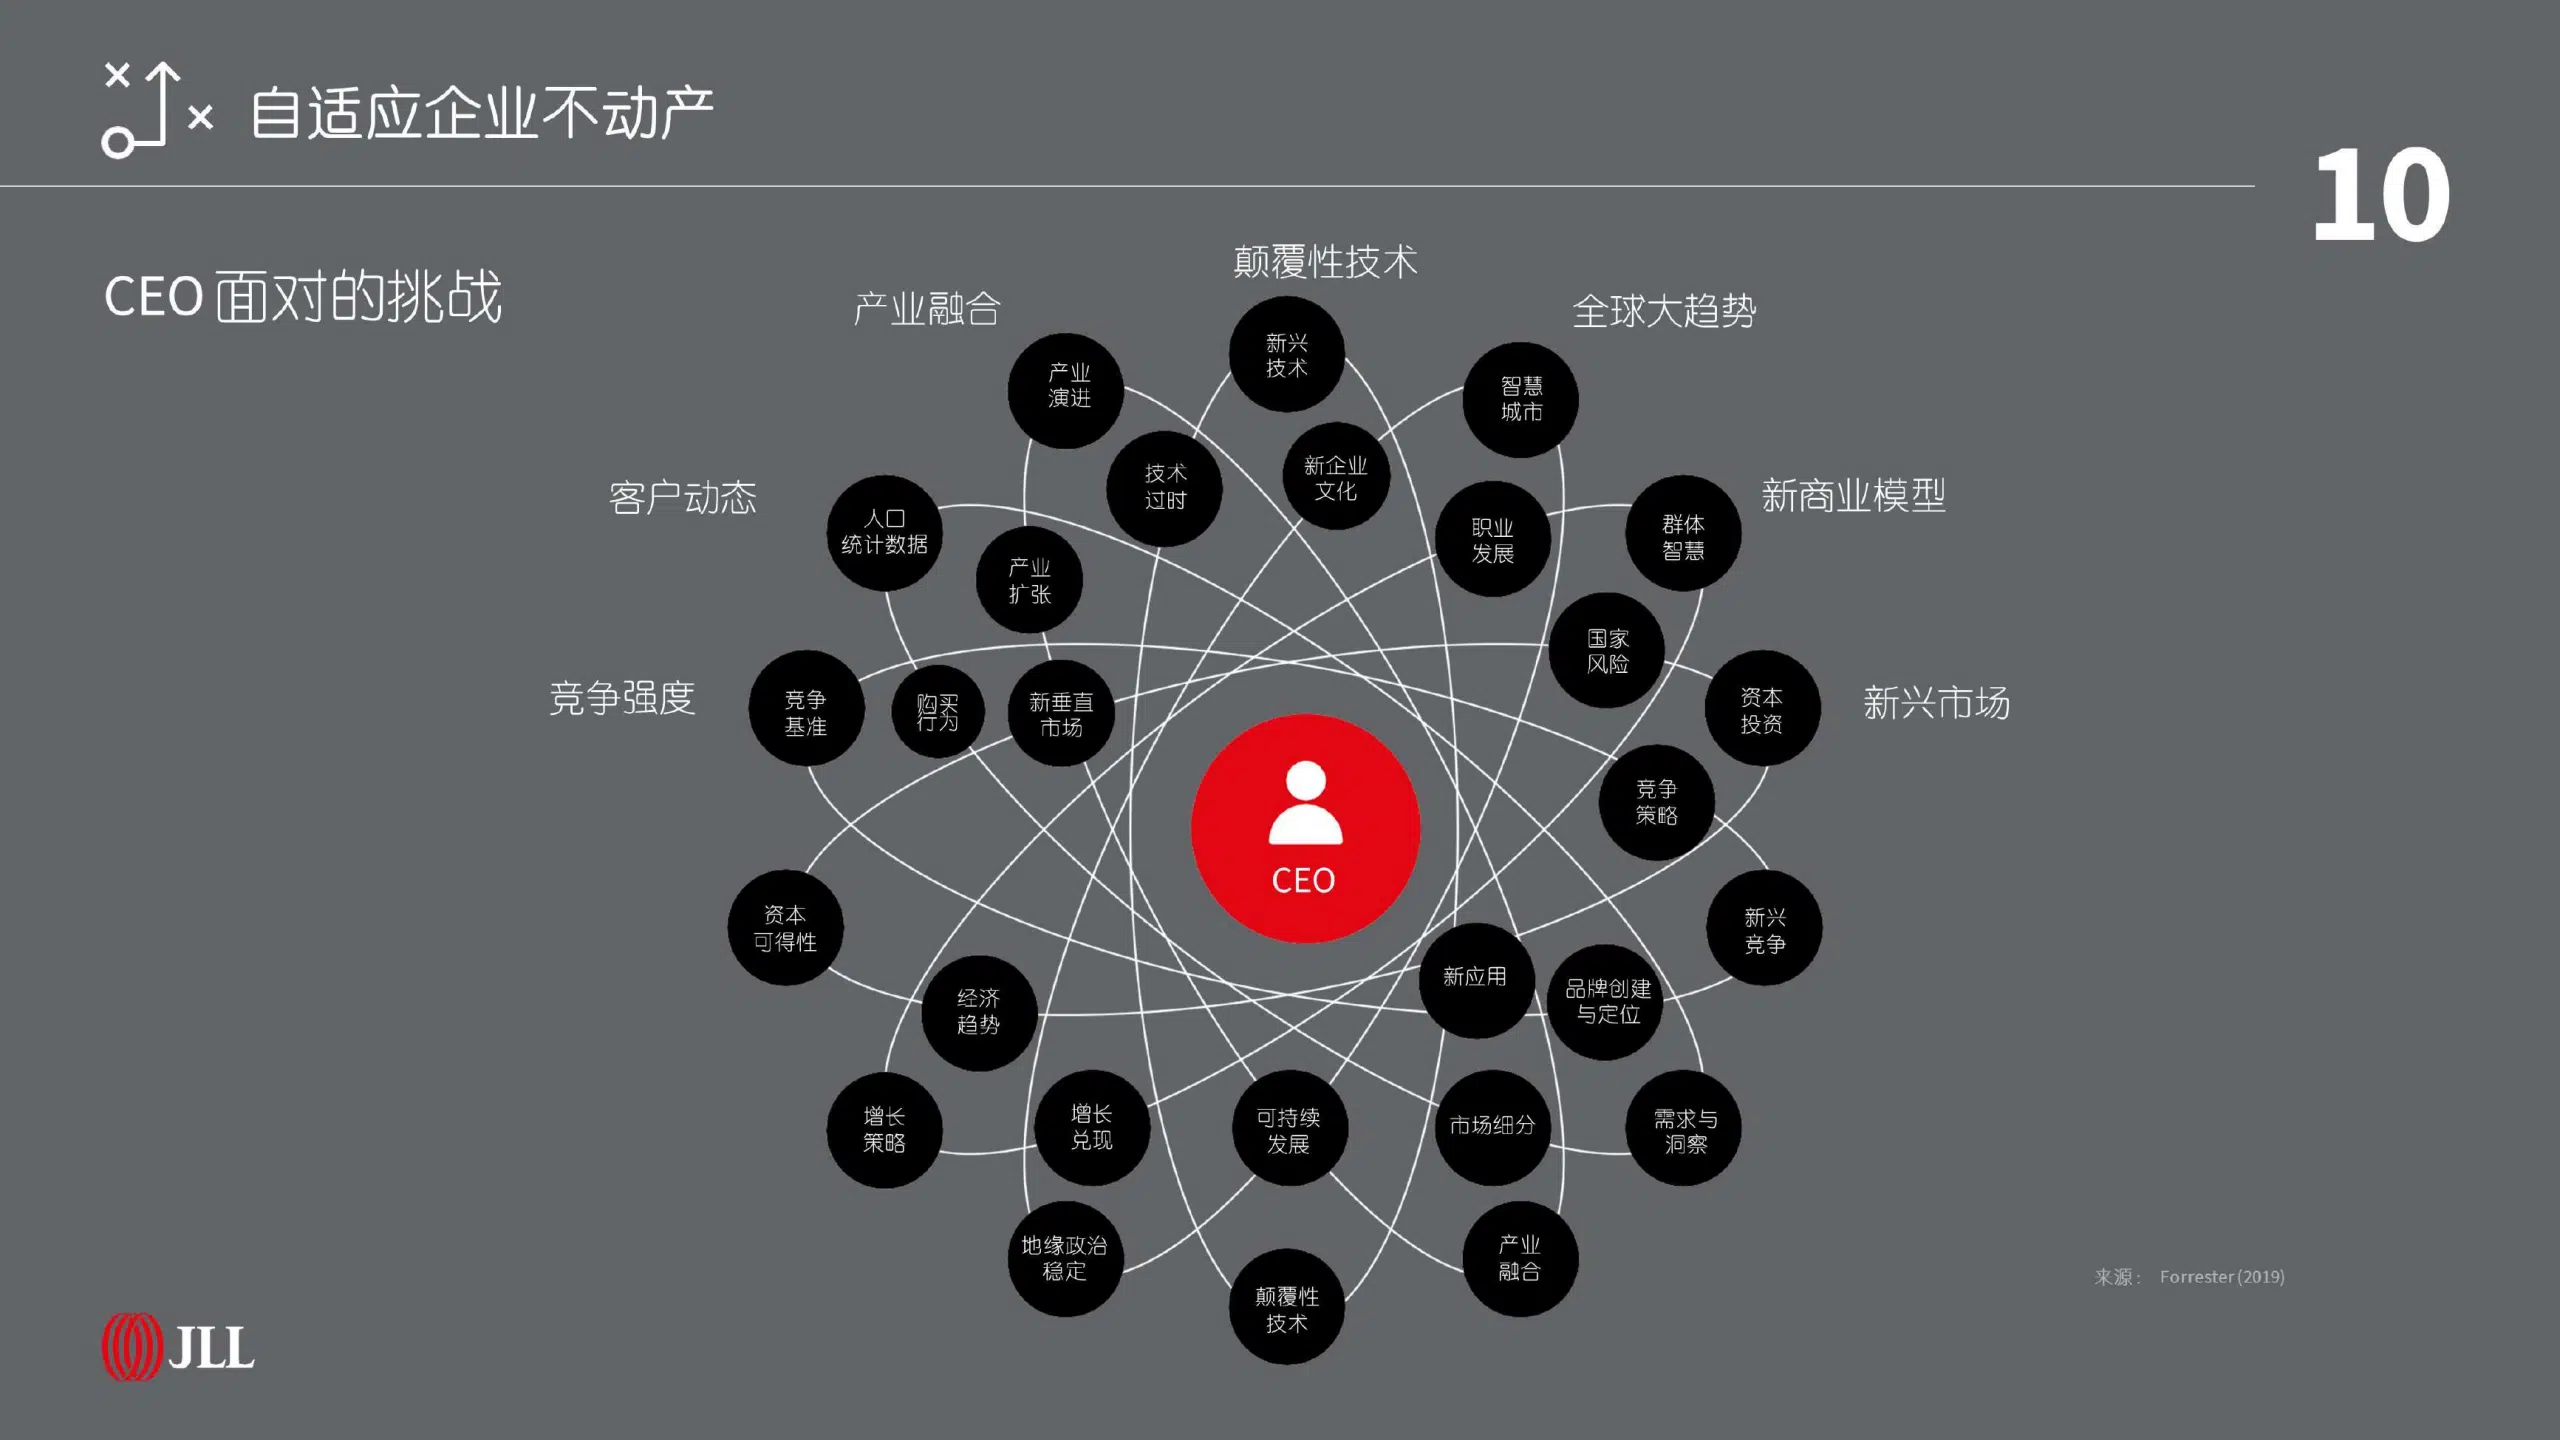 自适应企业不动产
10
CEO 面对的挑战
颠覆性技术
产业融合
全球大趋势
客户动态
新商业模型
竞争强度
新兴市场
新兴
技术
产业
演进
智慧
城市
技术
过时
新企业
文化
人口
统计数据
职业
发展
群体
智慧
产业
扩张
国家
风险
竞争
基准
购买
行为
新垂直
市场
资本
投资
竞争
策略
CEO
资本
可得性
新兴
竞争
经济
趋势
新应用
品牌创建
与定位
增长
策略
增长
兑现
可持续
发展
市场细分
需求与
洞察
地缘政治
稳定
产业
融合
颠覆性
技术
来源： Forrester (2019)
JLL